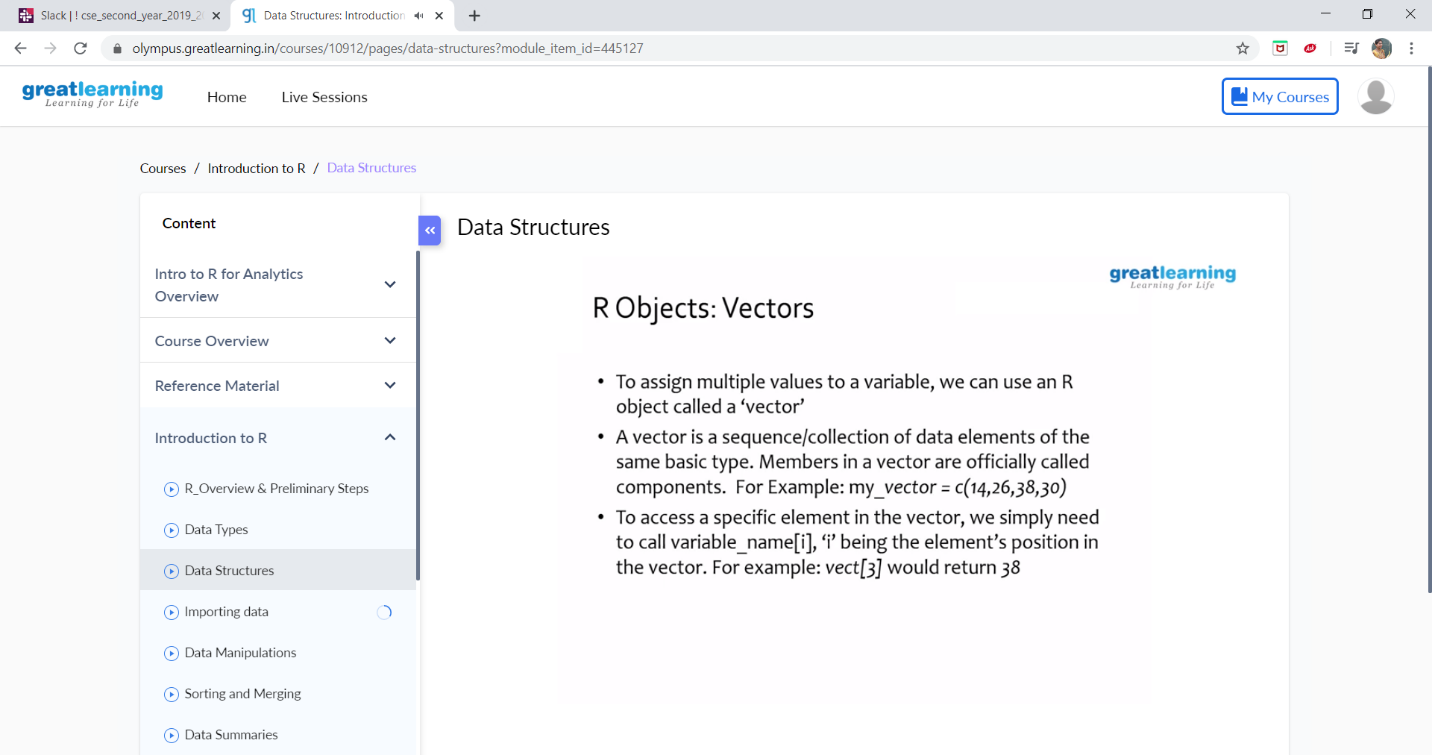 Slack | ! cse_second_year_2019_2
Data Structures: Introduction
olympus.greatlearning.in/courses/10912/pages/data-structures?module_item_id=445127
greatlearning
Learning for Life
Home
Live Sessions
My Courses
Courses / Introduction to R / Data Structures
Content
Intro to R for Analytics
Overview
Course Overview
Reference Material
Introduction to R
R_Overview & Preliminary Steps
Data Types
Data Structures
Importing data
Data Manipulations
Sorting and Merging
Data Summaries
Data Structures
greatlearning
Learning for Life
R Objects: Vectors
• To assign multiple values to a variable, we can use an R
object called a ‘vector’
• A vector is a sequence/collection of data elements of the
same basic type. Members in a vector are officially called
components. For Example: my_vector = c(14,26,38,30)
• To access a specific element in the vector, we simply need
to call variable_name[i], ‘i’ being the element’s position in
the vector. For example: vect[3] would return 38